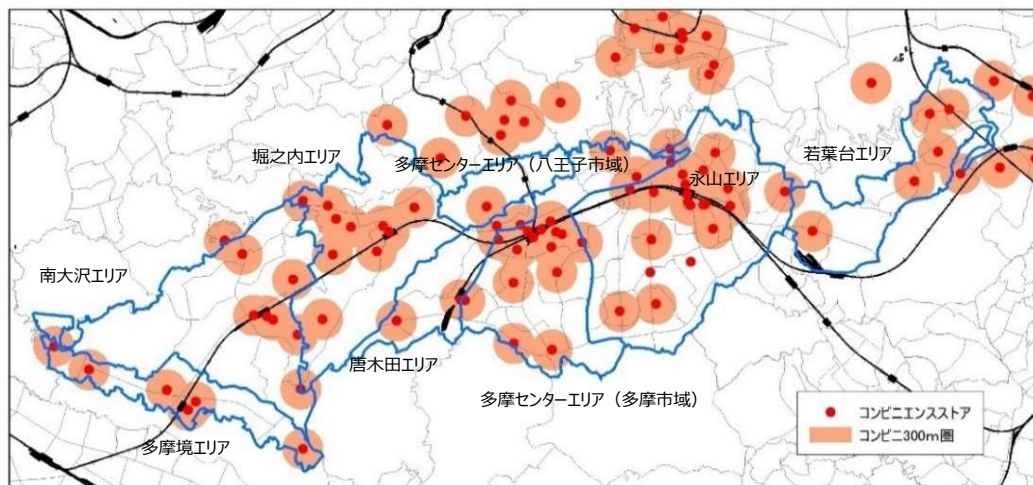 堀之内エリア
多摩センターエリア（八王子市域）
若葉台エリア
永山エリア
南大沢エリア
唐木田エリア
多摩センターエリア（多摩市域）
多摩境エリア
コンビニエンスストア
コンビニ300m圏